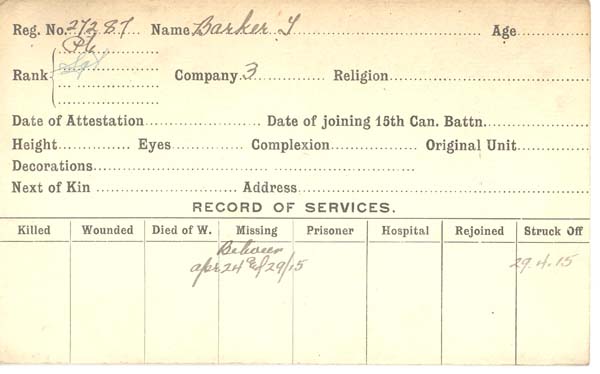 Reg. No. 27287 Name Barker Age
Pte
Rank Sgt Company 3 Religion
Date of Attestation Date of joining 15th Can. Battn.
Height Eyes Complexion Original Unit
Decorations
Next of Kin Address
RECORD OF SERVICES.
Killed Wounded Died of W. Missing Prisoner Hospital Rejoined Struck Off
Between
apr 24 & 29/15 29.4.15